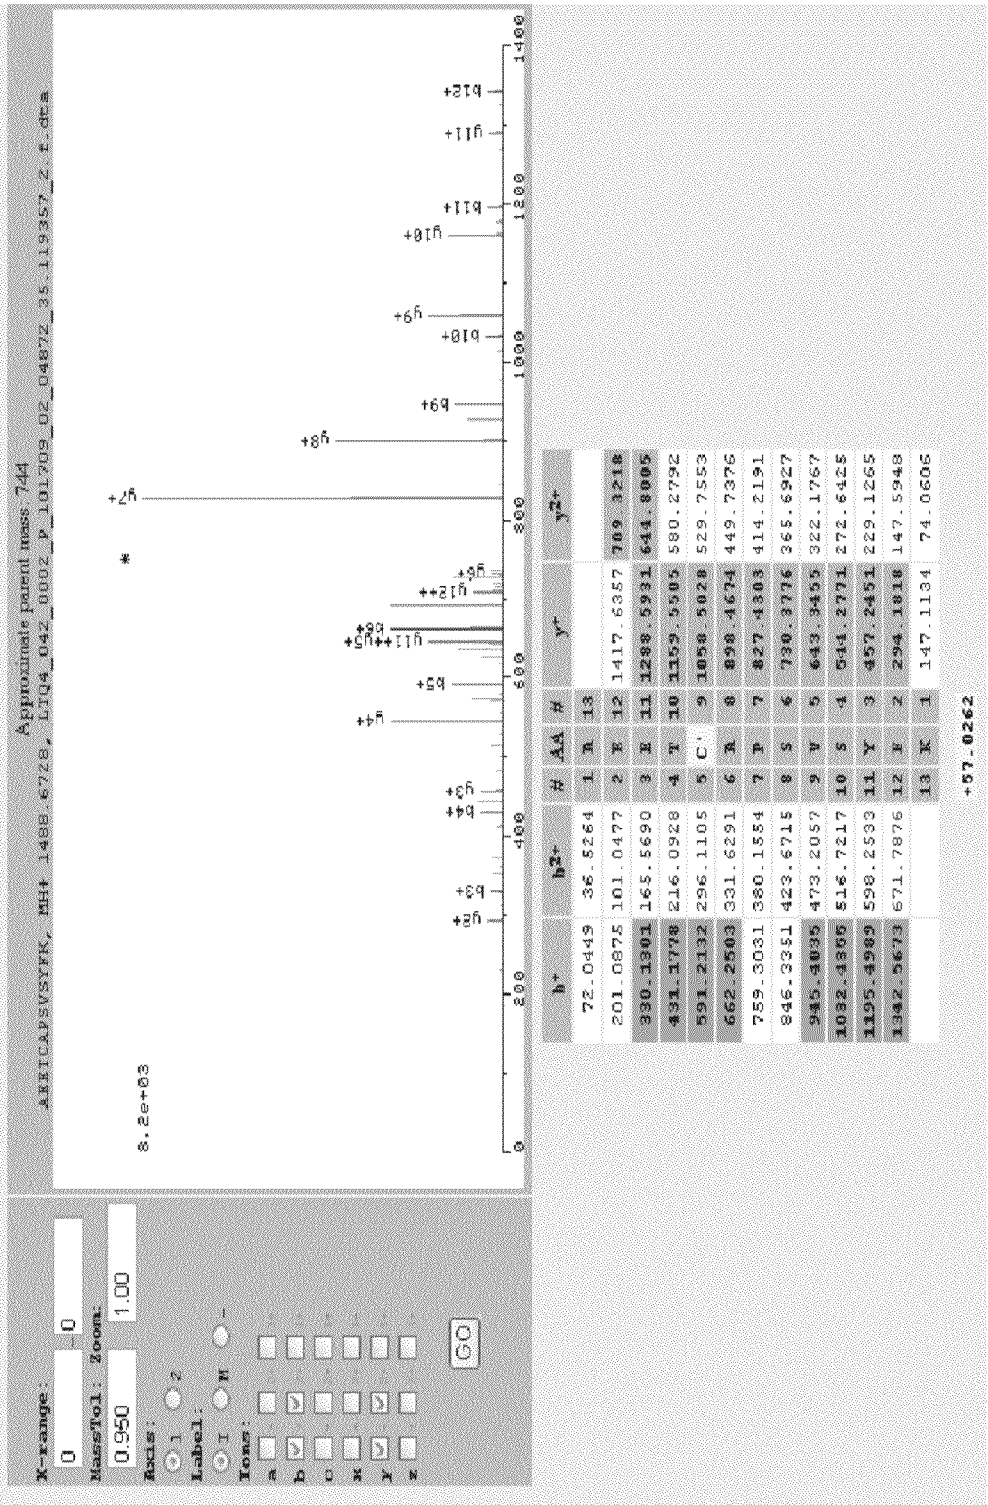 Approximate parent mass 744
AEETCAPSVSYFK, MH+ 1488.6728, LTQ4_042_0002_P_101709_02_04872_35.119357_2_f.dta
X-range:
0 - 0
MassTol: Zoom:
0.950 1.00
Axis:
1 2
Label:
I M -
Ions:
a
b
c
x
y
z
GO
8.2e+03
*
y2+
b3+
b4+
y3+
y4+
b5+
b6+
y12++
y6+
y7+
y8+
b9+
b10+
y9+
y10+
b11+
y11+
b12+
0 200 400 600 800 1000 1200 1400
b+ b2+ # AA # y+ y2+
72.0449 36.5264 1 A 13
201.0875 101.0477 2 E 12 1417.6357 709.3218
330.1301 165.5690 3 E 11 1288.5931 644.8005
431.1778 216.0928 4 T 10 1159.5505 580.2792
591.2132 296.1105 5 C' 9 1058.5028 529.7553
662.2503 331.6291 6 A 8 898.4674 449.7376
759.3031 380.1554 7 P 7 827.4303 414.2191
846.3351 423.6715 8 S 6 730.3776 365.6927
945.4035 473.2057 9 V 5 643.3455 322.1767
1032.4355 516.7217 10 S 4 544.2771 272.6425
1195.4989 598.2533 11 Y 3 457.2451 229.1265
1342.5673 671.7876 12 F 2 294.1818 147.5948
13 K 1 147.1134 74.0606
+57.0262